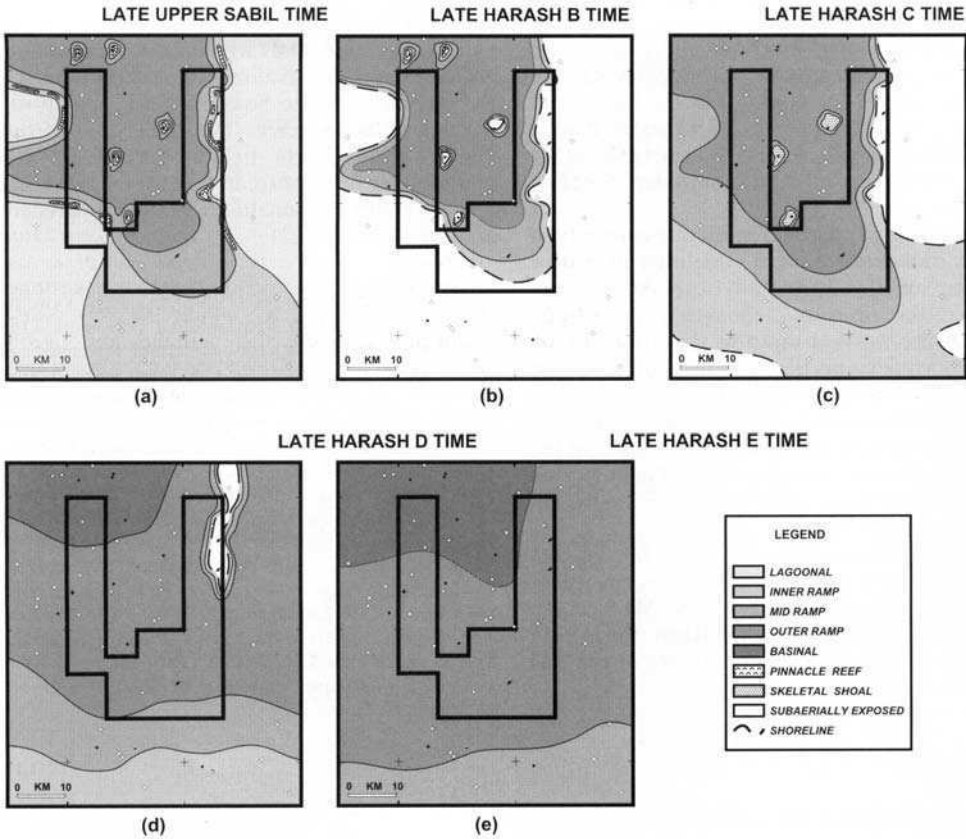 LATE UPPER SABIL TIME
LATE HARASH B TIME
LATE HARASH C TIME
0 KM 10
0 KM 10
0 KM 10
(a)
(b)
(c)
LATE HARASH D TIME
LATE HARASH E TIME
0 KM 10
0 KM 10
(d)
(e)
LEGEND
LAGOONAL
INNER RAMP
MID RAMP
OUTER RAMP
BASINAL
PINNACLE REEF
SKELETAL SHOAL
SUBAERIALLY EXPOSED
SHORELINE